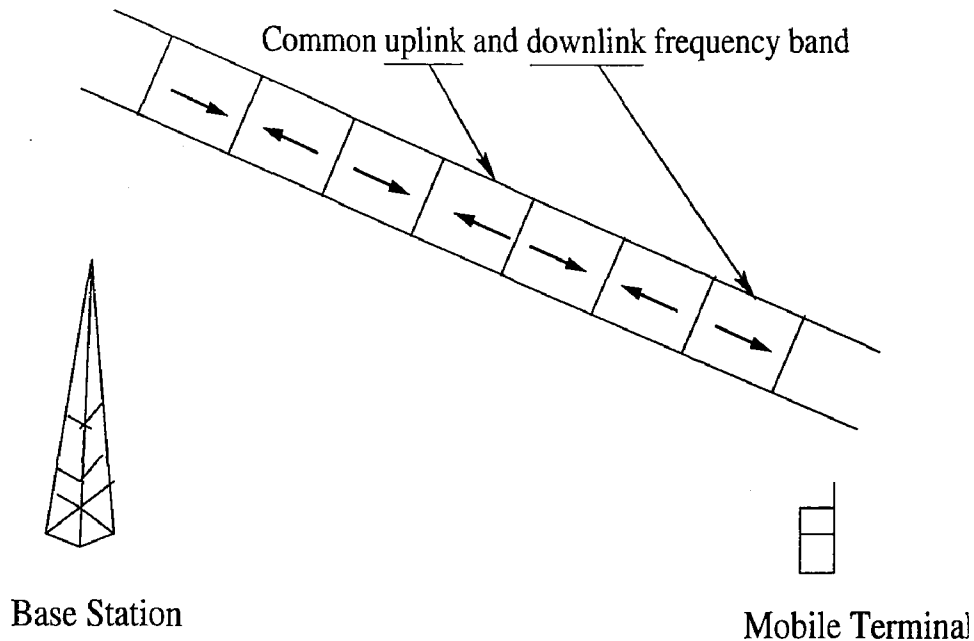 Common uplink and downlink frequency band
Base Station
Mobile Terminal